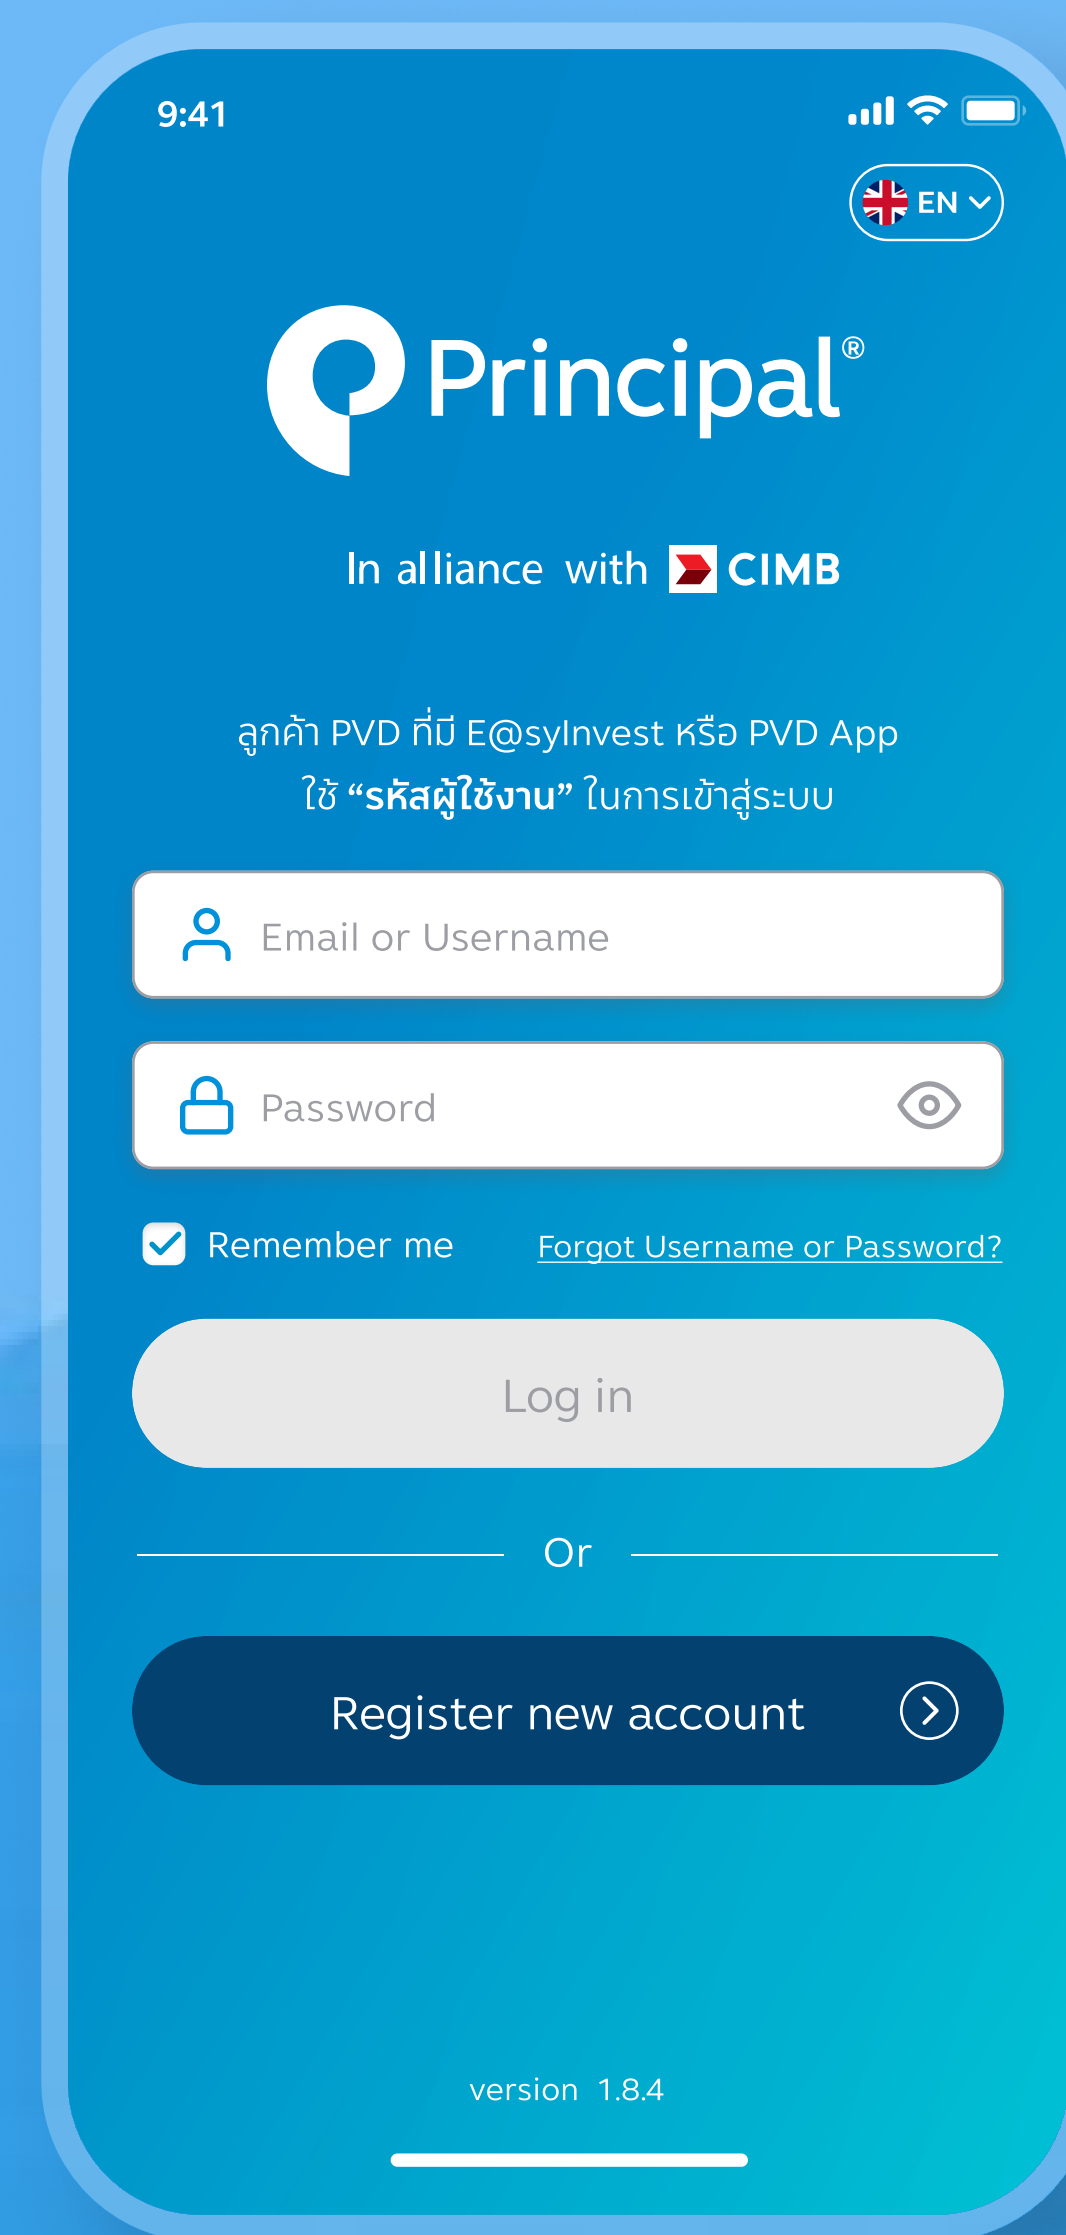 9:41
EN
Principal®
In alliance with CIMB
ลูกค้า PVD ที่มี E@syInvest หรือ PVD App
ใช้ “รหัสผู้ใช้งาน” ในการเข้าสู่ระบบ
Email or Username
Password
Remember me Forgot Username or Password?
Log in
Or
Register new account
version 1.8.4